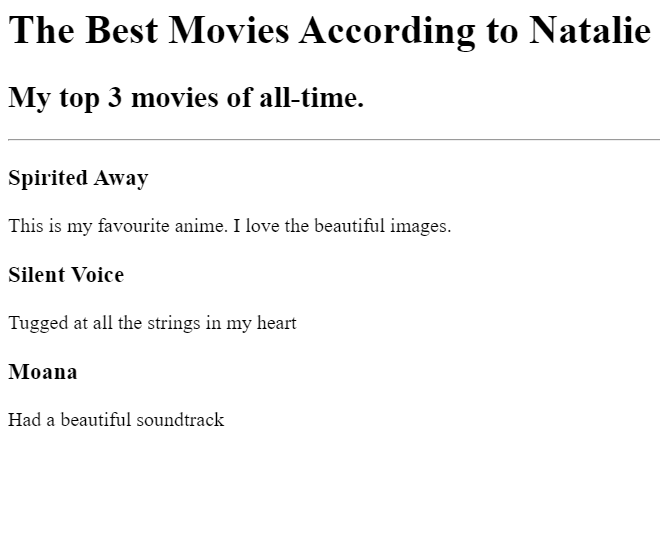 The Best Movies According to Natalie
My top 3 movies of all-time.
Spirited Away
This is my favourite anime. I love the beautiful images.
Silent Voice
Tugged at all the strings in my heart
Moana
Had a beautiful soundtrack